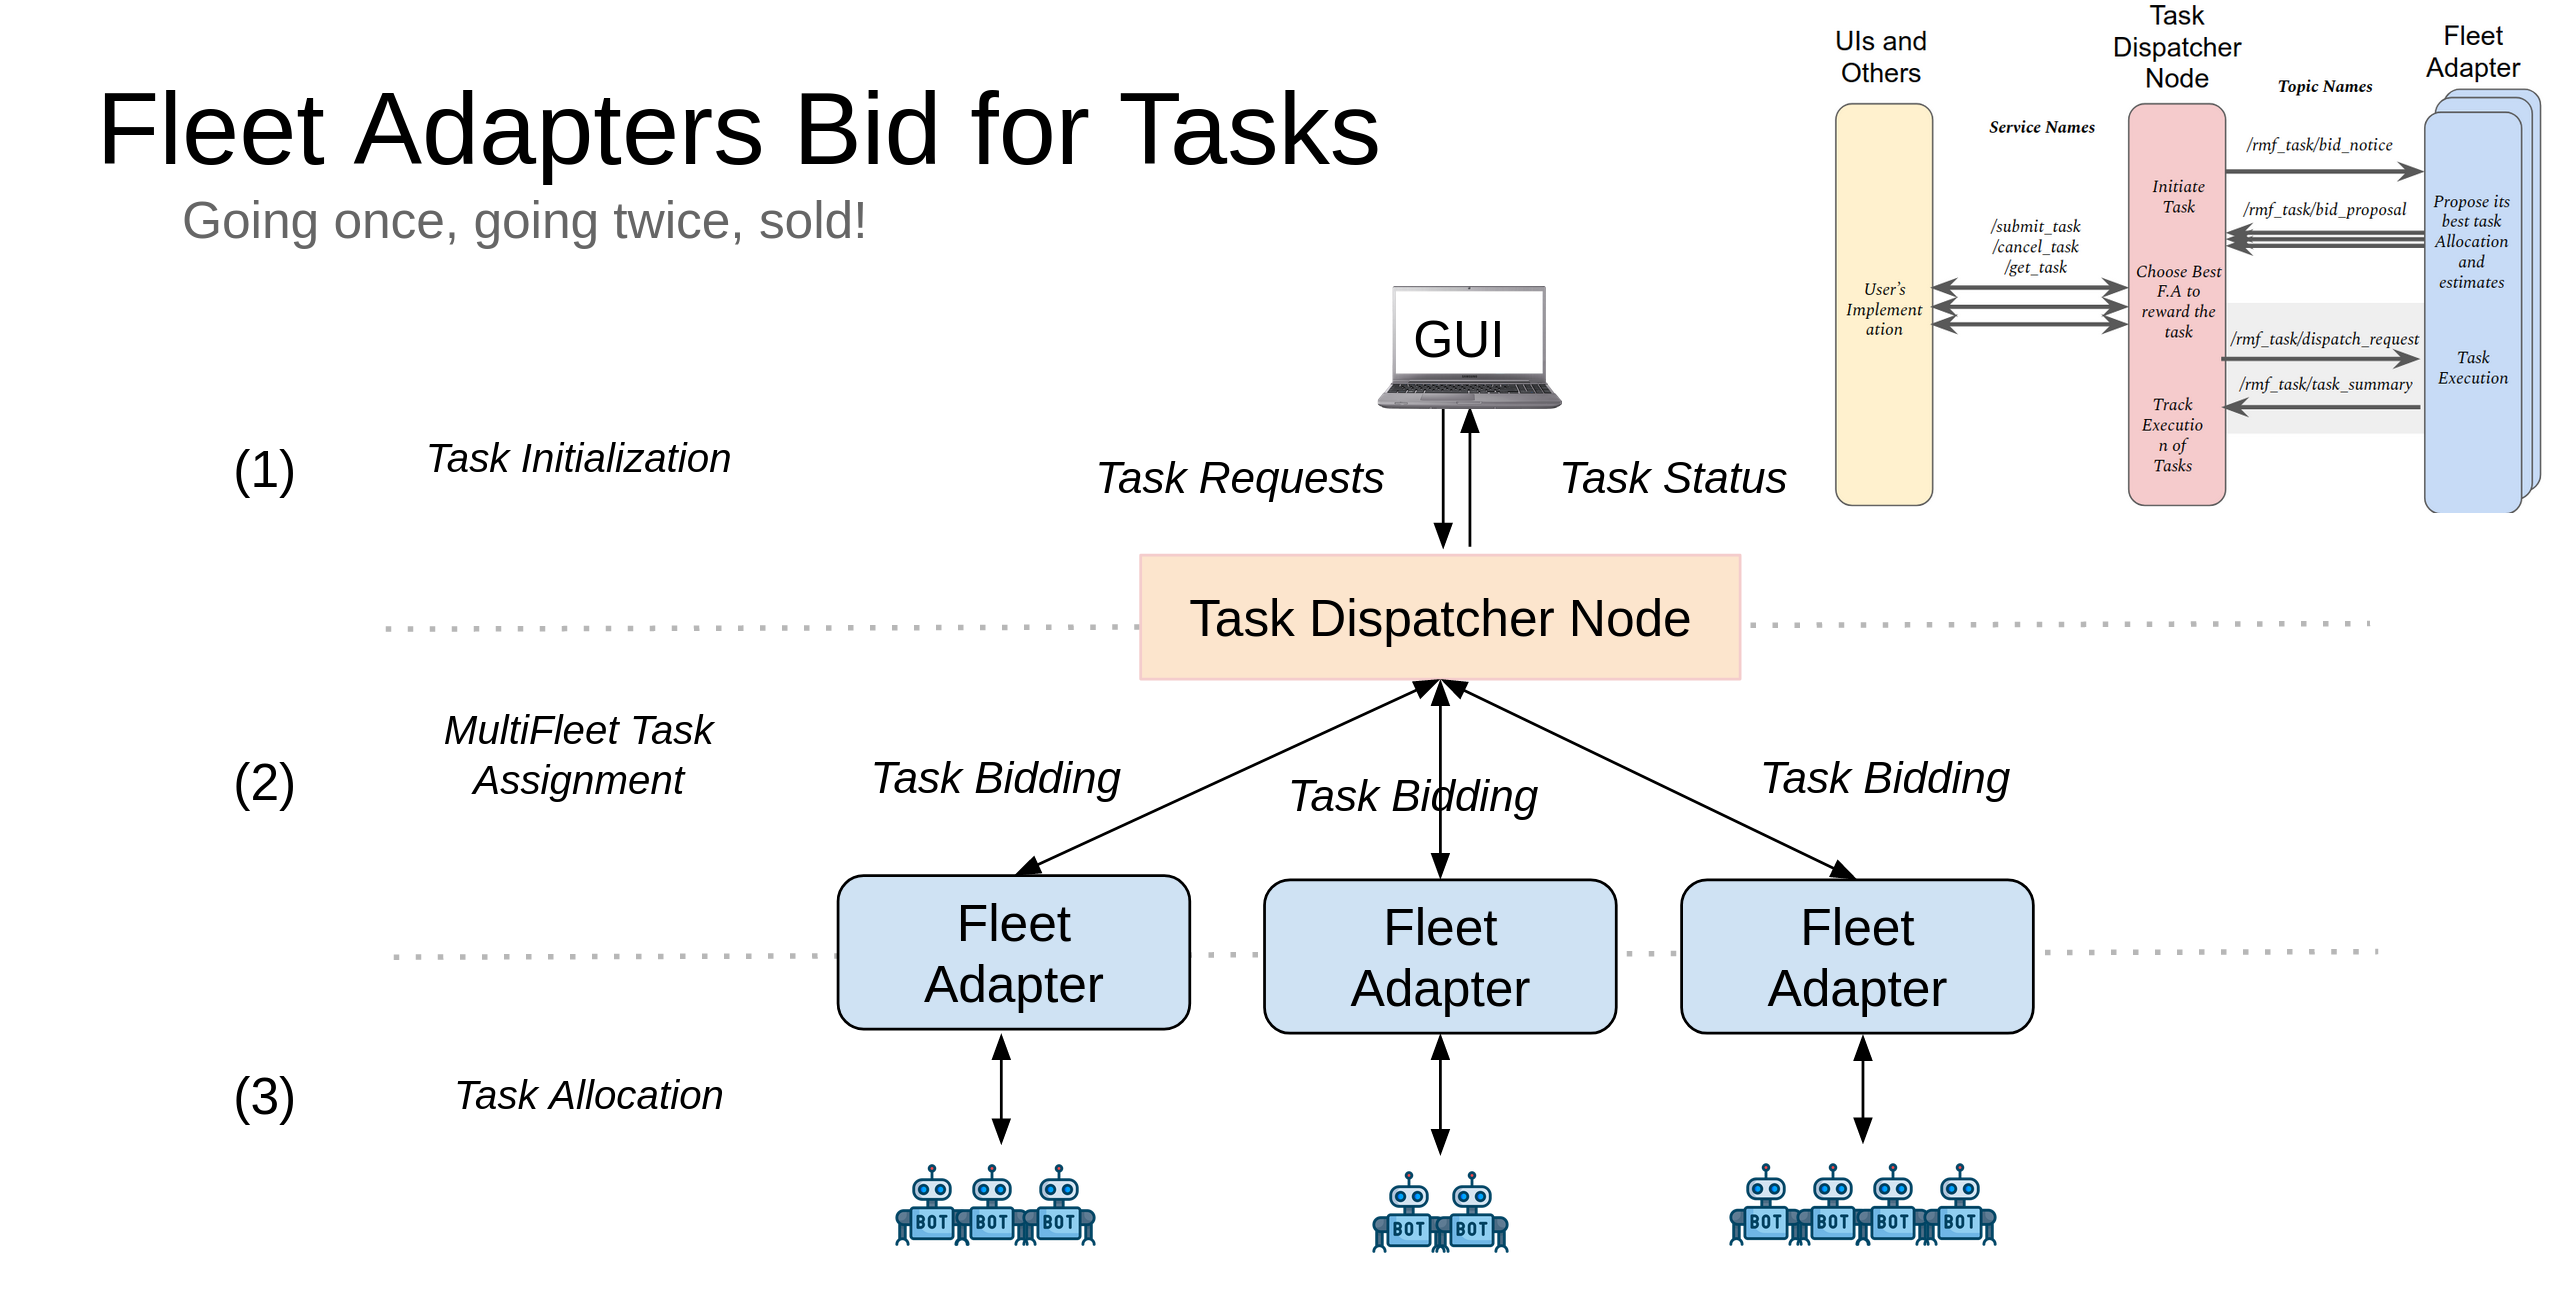 Fleet Adapters Bid for Tasks
Going once, going twice, sold!
UIs and
Others
Task
Dispatcher
Node
Fleet
Adapter
Topic Names
Service Names
/rmf_task/bid_notice
/rmf_task/bid_proposal
/rmf_task/dispatch_request
/rmf_task/task_summary
/submit_task
/cancel_task
/get_task
User's
Implement
ation
Initiate
Task
Choose Best
F.A to
reward the
task
Track
Executio
n of
Tasks
Propose its
best task
Allocation
and
estimates
Task
Execution
GUI
(1)
Task Initialization
Task Requests
Task Status
Task Dispatcher Node
(2)
MultiFleet Task
Assignment
Task Bidding
Task Bidding
Task Bidding
Fleet
Adapter
Fleet
Adapter
Fleet
Adapter
(3)
Task Allocation
BOT
BOT
BOT
BOT
BOT
BOT
BOT
BOT
BOT